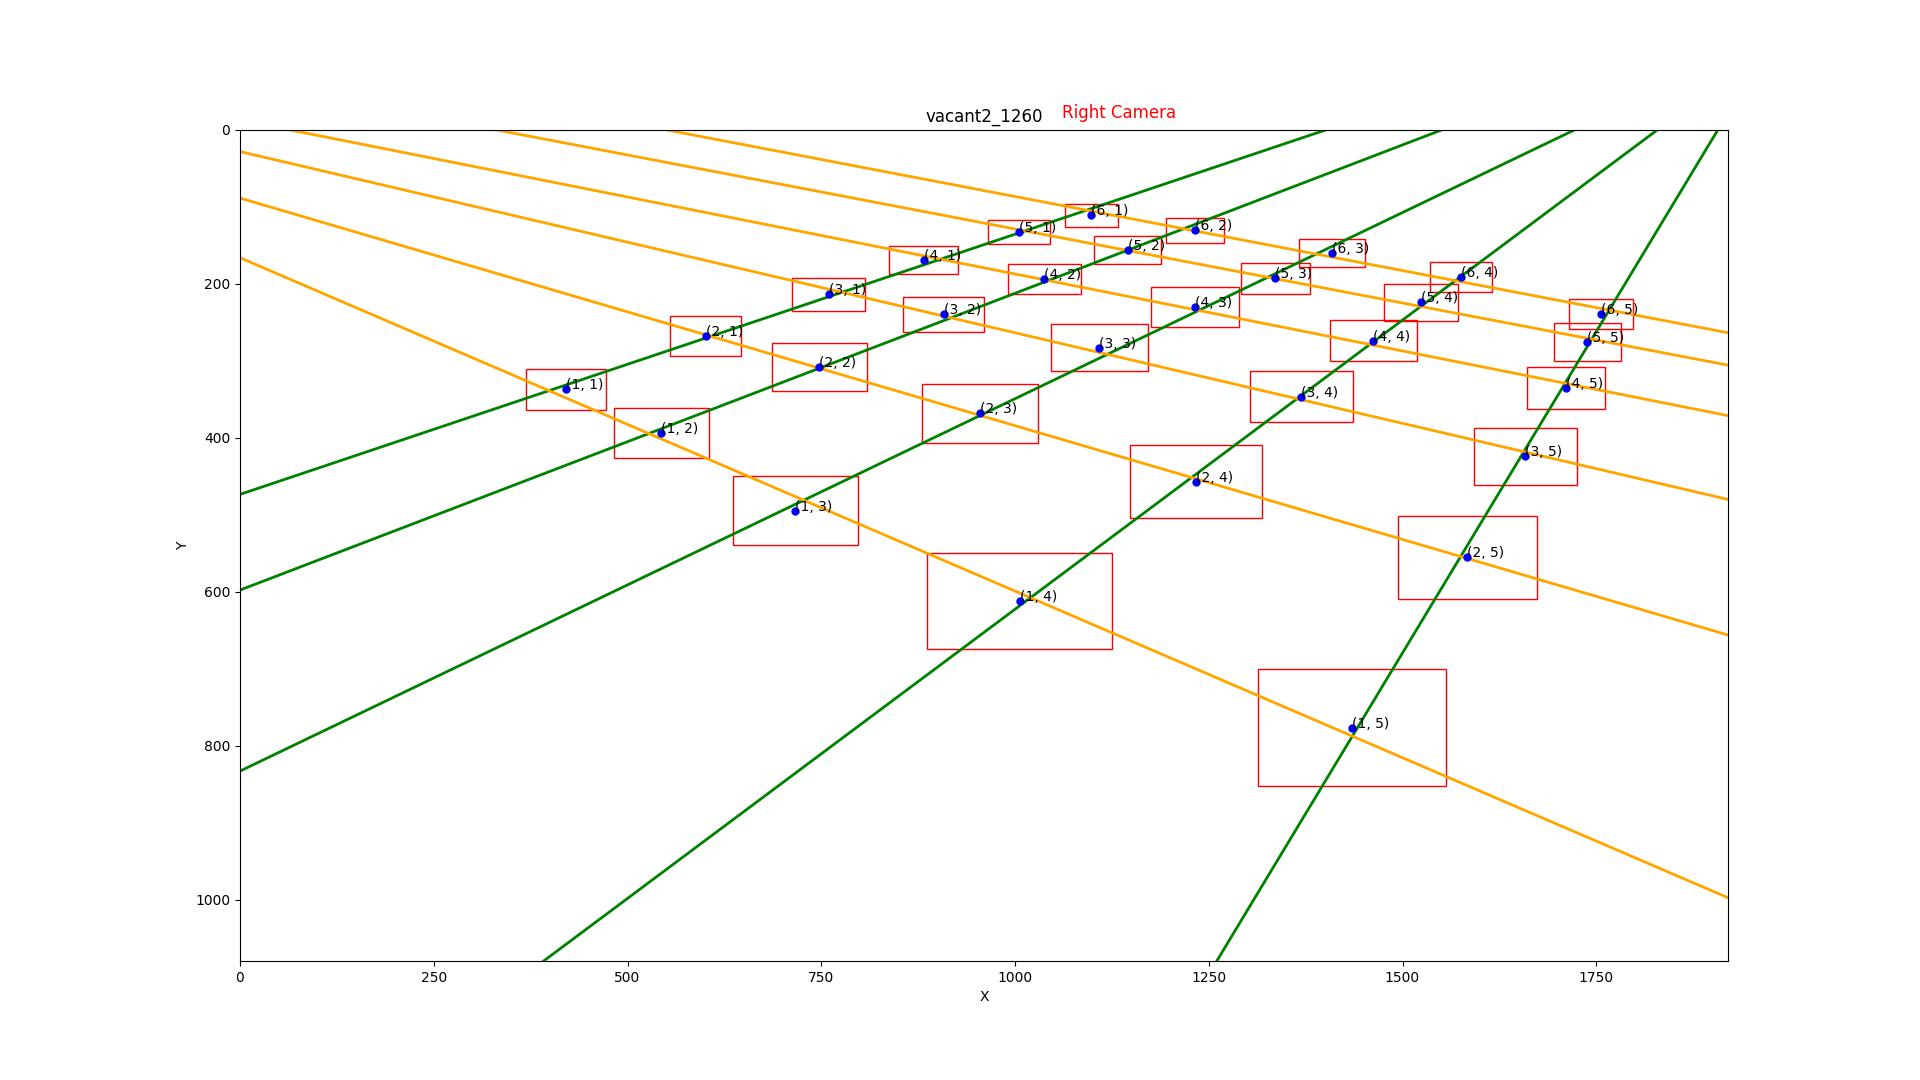 vacant2_1260 Right Camera
0
(6, 1)
(5, 1) (6, 2)
(4, 1) (5, 2) (6, 3)
(3, 1) (4, 2) (5, 3) (6, 4)
200
(2, 1) (3, 2) (4, 3) (5, 4) (6, 5)
(1, 1) (2, 2) (3, 3) (4, 4) (5, 5)
(1, 2) (2, 3) (3, 4) (4, 5)
400
(1, 3) (2, 4) (3, 5)
Y
(1, 4) (2, 5)
600
(1, 5)
800
1000
0 250 500 750 1000 1250 1500 1750
X